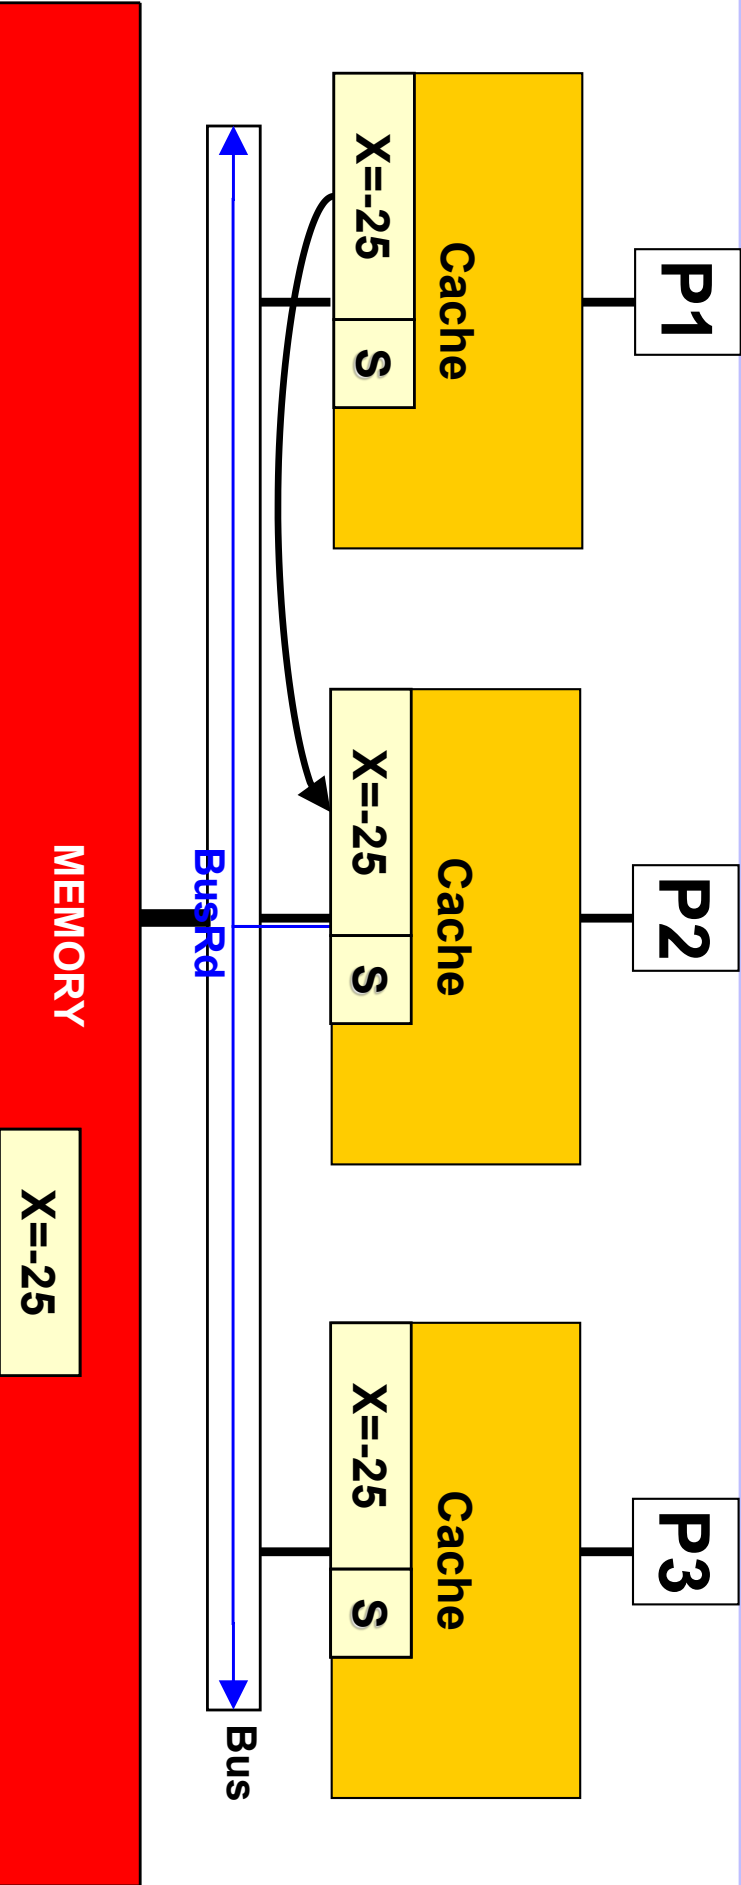 P1
P2
P3
Cache
Cache
Cache
X=-25
S
X=-25
S
X=-25
S
BusRd
Bus
MEMORY
X=-25